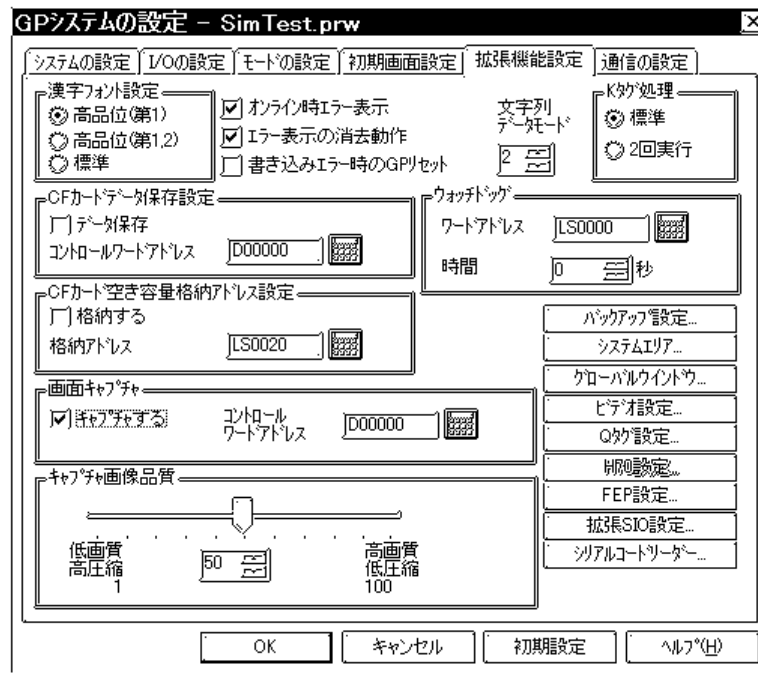 GPシステムの設定 - SimTest.prw
システムの設定 I/Oの設定 モードの設定 初期画面設定 拡張機能設定 通信の設定
漢字フォント設定
高品位(第1)
高品位(第1,2)
標準
オンライン時エラー表示
エラー表示の消去動作
書き込みエラー時のGPリセット
文字列
データモード
2
Kタグ処理
標準
2回実行
CFカードデータ保存設定
データ保存
コントロールワードアドレス D00000
ウォッチドッグ
ワードアドレス LS0000
時間 0 秒
CFカード空き容量格納アドレス設定
格納する
格納アドレス LS0020
画面キャプチャ
キャプチャする
コントロール
ワードアドレス D00000
キャプチャ画像品質
低画質
高圧縮
1
50
高画質
低圧縮
100
バックアップ設定...
システムエリア...
グローバルウインドウ...
ビデオ設定...
Qタグ設定...
FEP設定...
拡張SIO設定...
シリアルコードリーダー...
OK キャンセル 初期設定 ヘルプ(H)